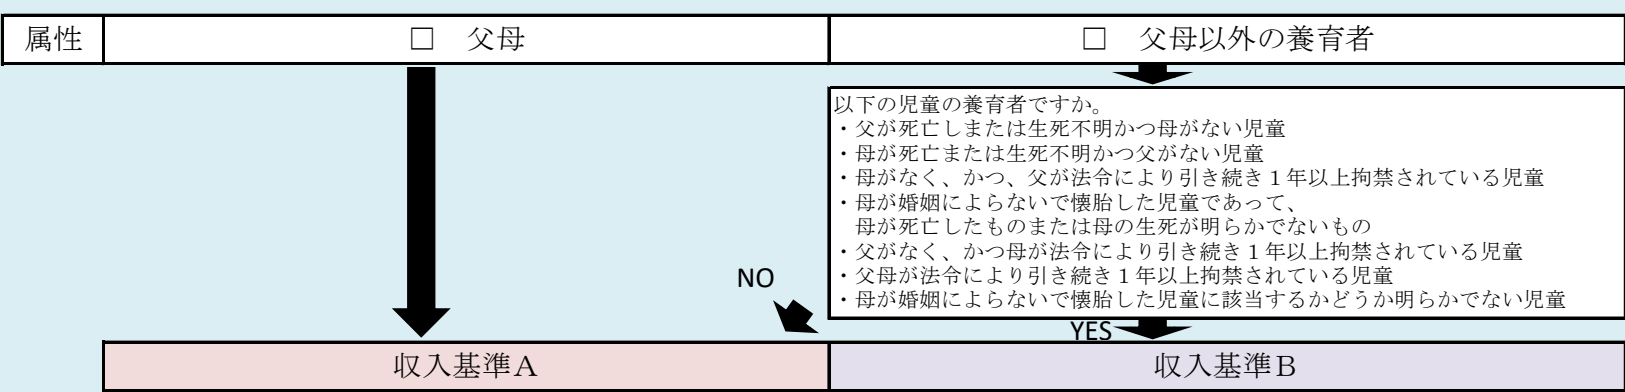 属性
□ 父母
□ 父母以外の養育者
以下の児童の養育者ですか。
・父が死亡しまたは生死不明かつ母がない児童
・母が死亡または生死不明かつ父がない児童
・母がなく、かつ、父が法令により引き続き１年以上拘禁されている児童
・母が婚姻によらないで懐胎した児童であって、
母が死亡したものまたは母の生死が明らかでないもの
・父がなく、かつ母が法令により引き続き１年以上拘禁されている児童
・父母が法令により引き続き１年以上拘禁されている児童
・母が婚姻によらないで懐胎した児童に該当するかどうか明らかでない児童
NO
YES
収入基準Ａ
収入基準Ｂ